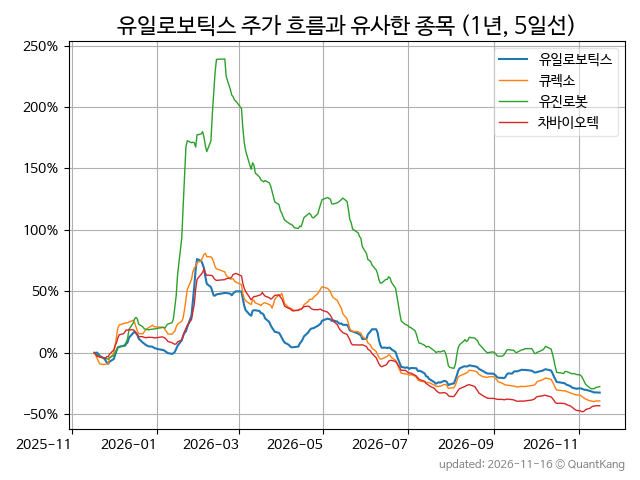 유일로보틱스 주가 흐름과 유사한 종목 (1년, 5일선)
250%
200%
150%
100%
50%
0%
−50%
유일로보틱스
큐렉소
유진로봇
차바이오텍
2025-11
2026-01
2026-03
2026-05
2026-07
2026-09
2026-11
updated: 2026-11-16 © QuantKang